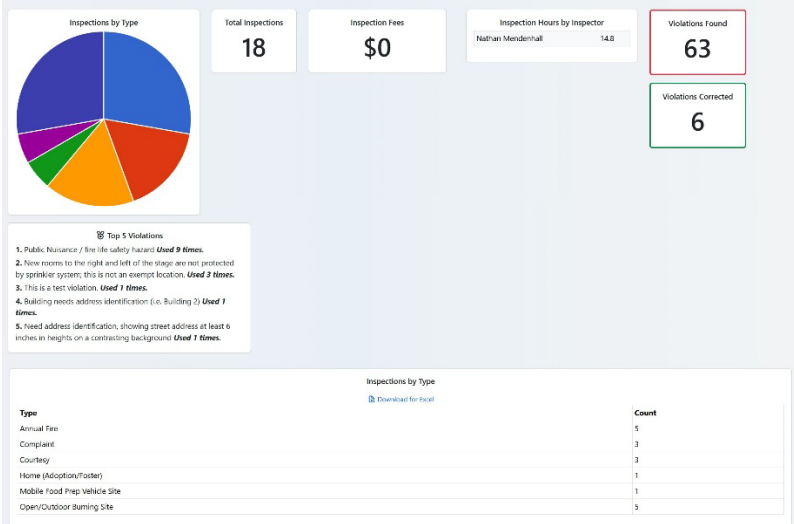 Inspections by Type
Total Inspections
18
Inspection Fees
$0
Inspection Hours by Inspector
Nathan Mendenhall 14.8
Violations Found
63
Violations Corrected
6
Top 5 Violations
1. Public Nuisance / fire life safety hazard Used 9 times.
2. New rooms to the right and left of the stage are not protected
by sprinkler system; this is not an exempt location. Used 3 times.
3. This is a test violation. Used 1 times.
4. Building needs address identification (i.e. Building 2) Used 1
times.
5. Need address identification, showing street address at least 6
inches in heights on a contrasting background Used 1 times.
Inspections by Type
Download for Excel
Type Count
Annual Fire 5
Complaint 3
Courtesy 3
Home (Adoption/Foster) 1
Mobile Food Prep Vehicle Site 1
Open/Outdoor Burning Site 5